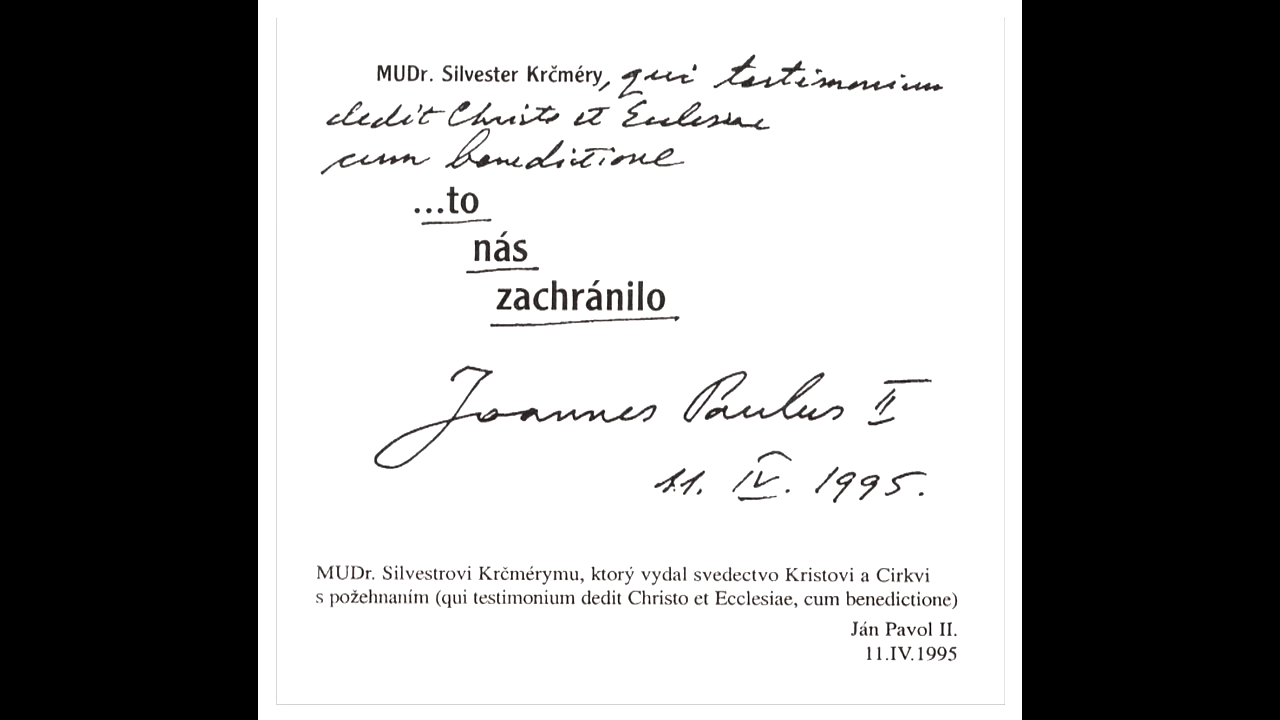 MUDr. Silvester Krčméry, qui testimonium
dedit Christo et Ecclesiae
cum benedictione
...to
nás
zachránilo
Joannes Paulus II
11. IV. 1995.
MUDr. Silvestrovi Krčmérymu, ktorý vydal svedectvo Kristovi a Cirkvi
s požehnaním (qui testimonium dedit Christo et Ecclesiae, cum benedictione)
Ján Pavol II.
11.IV.1995